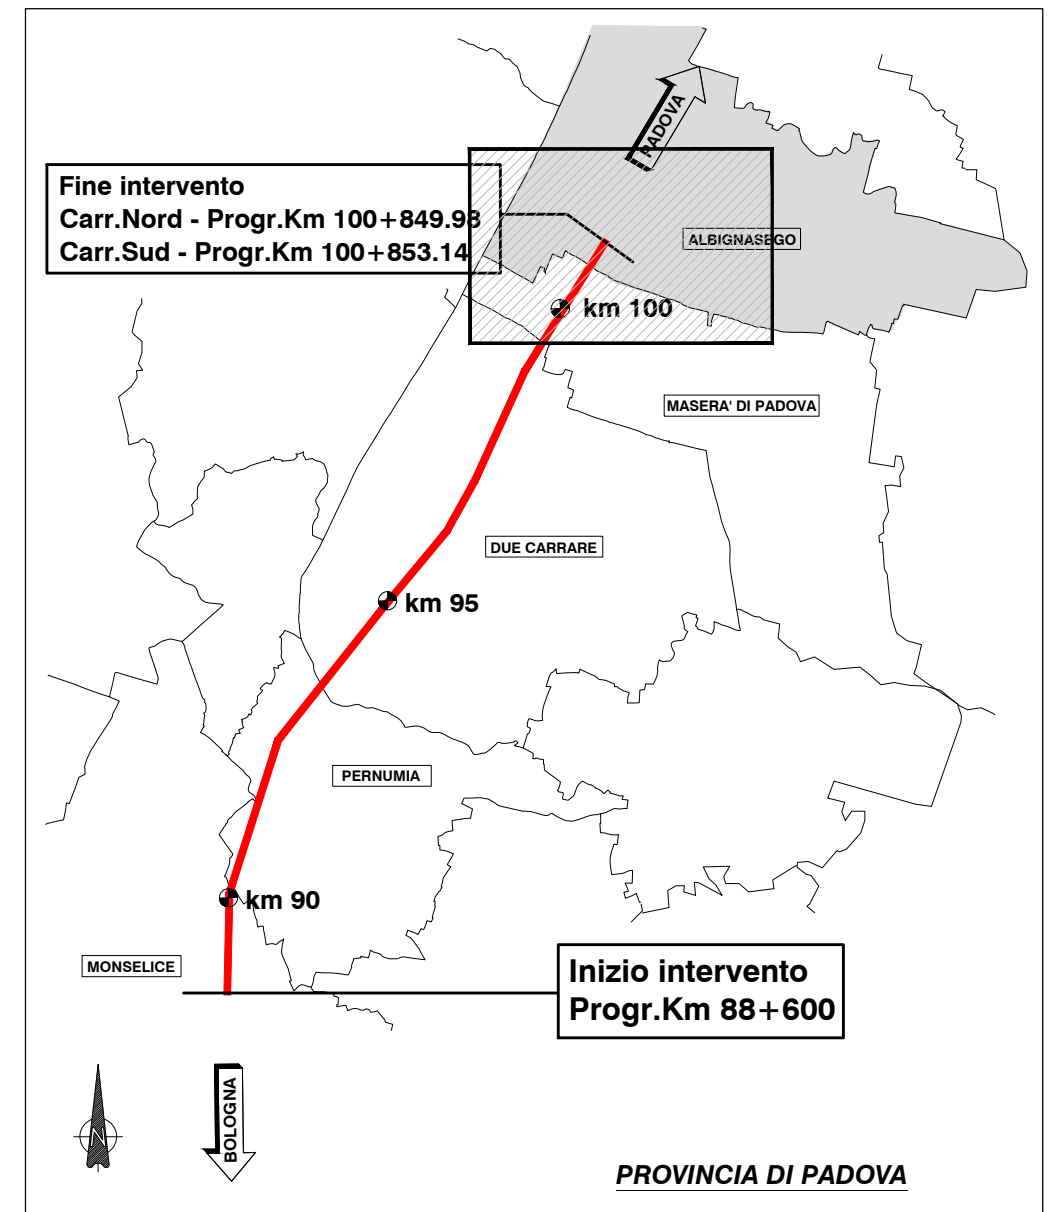 PADOVA
Fine intervento
Carr.Nord - Progr.Km 100+849.98
Carr.Sud - Progr.Km 100+853.14
ALBIGNASEGO
km 100
MASERA' DI PADOVA
DUE CARRARE
km 95
PERNUMIA
km 90
MONSELICE
Inizio intervento
Progr.Km 88+600
N
BOLOGNA
PROVINCIA DI PADOVA